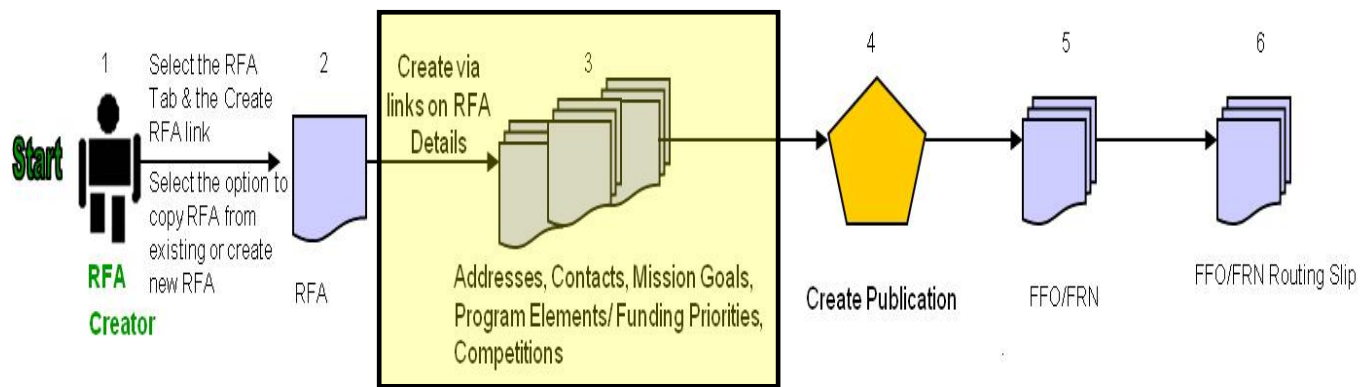 1
Select the RFA
Tab & the Create
RFA link
Start
Select the option to
copy RFA from
existing or create
new RFA
RFA
Creator
2
RFA
Create via
links on RFA
Details
3
Addresses, Contacts, Mission Goals,
Program Elements/ Funding Priorities,
Competitions
4
Create Publication
5
FFO/FRN
6
FFO/FRN Routing Slip